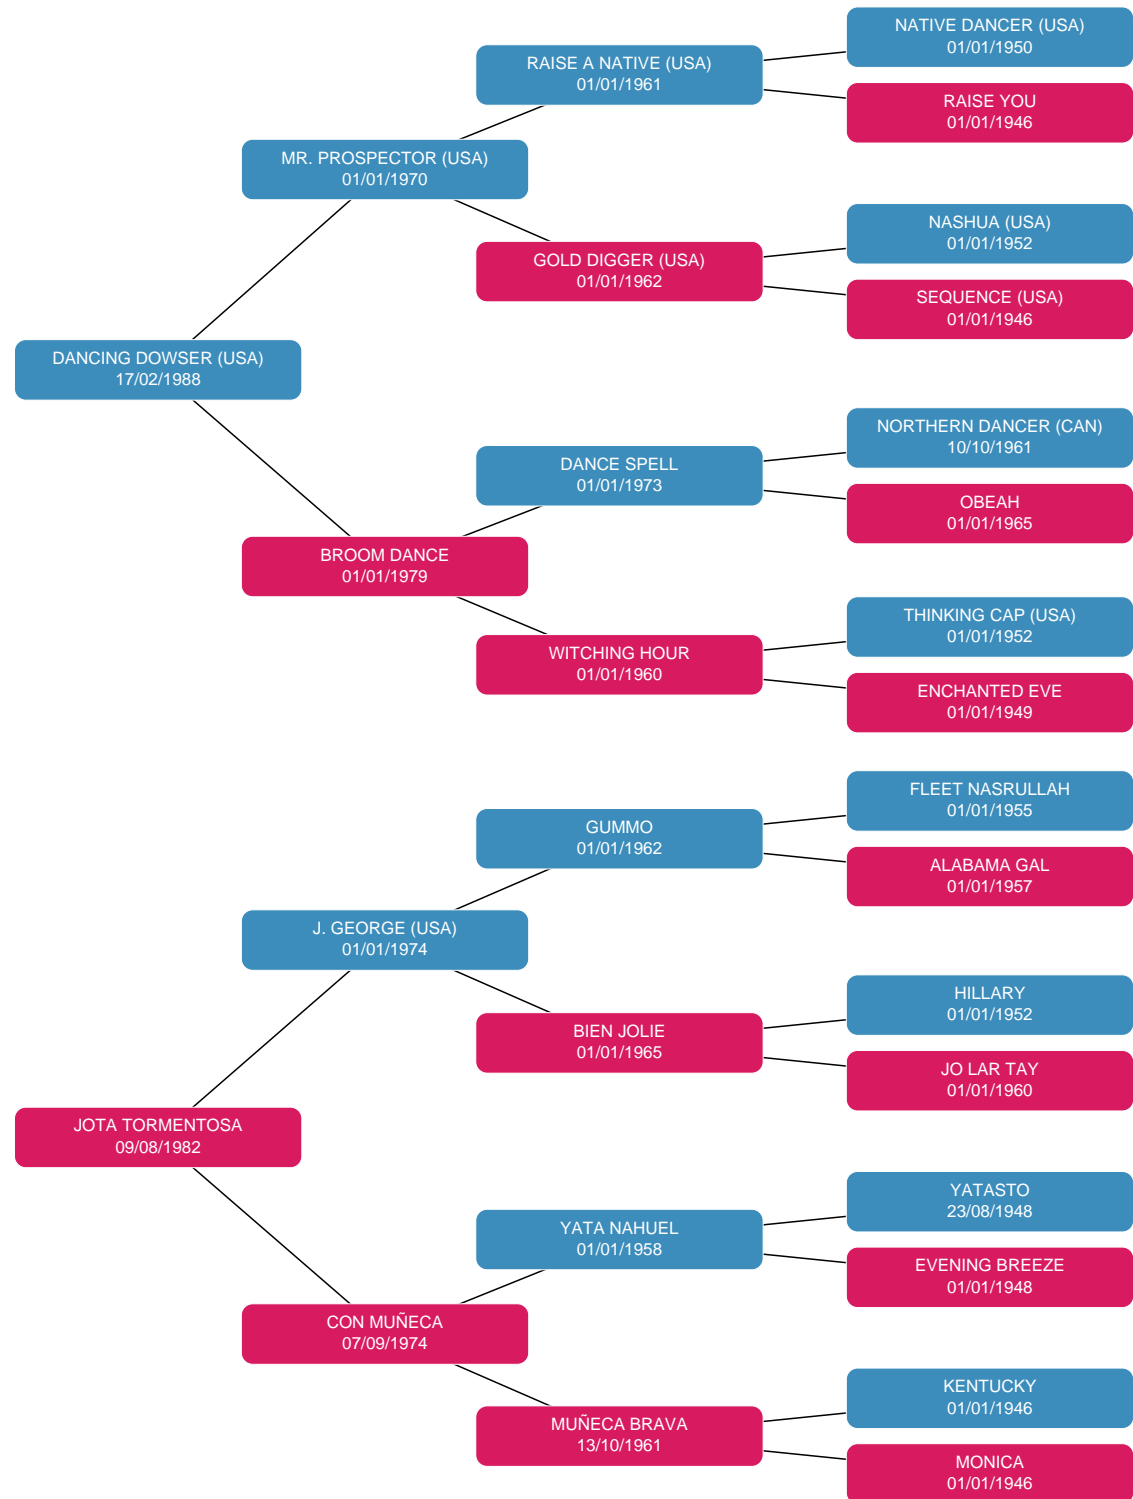 NATIVE DANCER (USA)
01/01/1950
RAISE A NATIVE (USA)
01/01/1961
RAISE YOU
01/01/1946
MR. PROSPECTOR (USA)
01/01/1970
NASHUA (USA)
01/01/1952
GOLD DIGGER (USA)
01/01/1962
SEQUENCE (USA)
01/01/1946
DANCING DOWSER (USA)
17/02/1988
NORTHERN DANCER (CAN)
10/10/1961
DANCE SPELL
01/01/1973
OBEAH
01/01/1965
BROOM DANCE
01/01/1979
THINKING CAP (USA)
01/01/1952
WITCHING HOUR
01/01/1960
ENCHANTED EVE
01/01/1949
FLEET NASRULLAH
01/01/1955
GUMMO
01/01/1962
ALABAMA GAL
01/01/1957
J. GEORGE (USA)
01/01/1974
HILLARY
01/01/1952
BIEN JOLIE
01/01/1965
JO LAR TAY
01/01/1960
JOTA TORMENTOSA
09/08/1982
YATASTO
23/08/1948
YATA NAHUEL
01/01/1958
EVENING BREEZE
01/01/1948
CON MUÑECA
07/09/1974
KENTUCKY
01/01/1946
MUÑECA BRAVA
13/10/1961
MONICA
01/01/1946